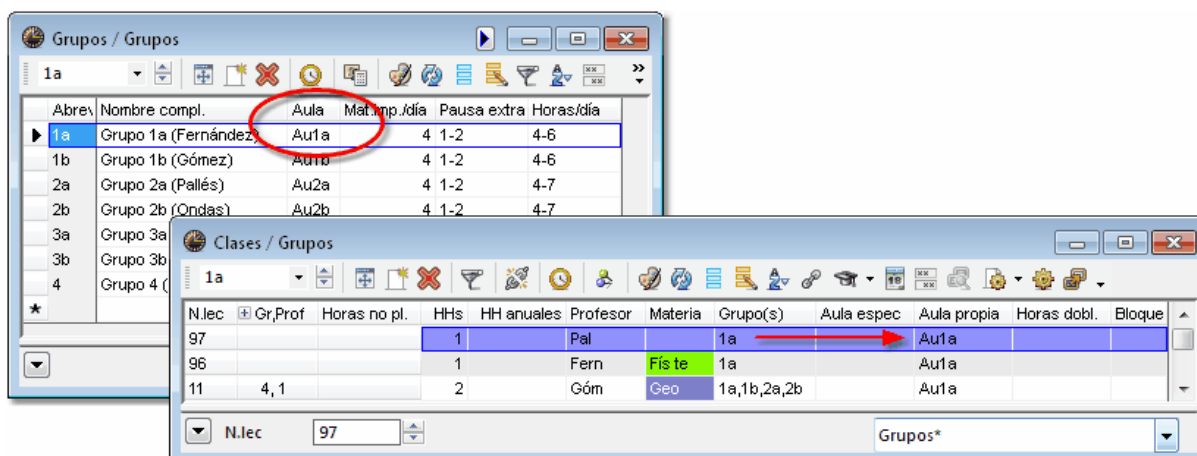 Grupos / Grupos
1a
Abrev Nombre compl. Aula Mat.imp./día Pausa extra Horas/día
1a Grupo 1a (Fernández) Au1a 4 1-2 4-6
1b Grupo 1b (Gómez) Au1b 4 1-2 4-6
2a Grupo 2a (Pallés) Au2a 4 1-2 4-7
2b Grupo 2b (Ondas) Au2b 4 1-2 4-7
3a Grupo 3a
3b Grupo 3b
4 Grupo 4 (
*
Clases / Grupos
1a
N.lec Gr,Prof Horas no pl. HHs HH anuales Profesor Materia Grupo(s) Aula espec Aula propia Horas dobl. Bloque
97 1 Pal 1a Au1a
96 1 Fern Fís te 1a Au1a
11 4, 1 2 Góm Geo 1a,1b,2a,2b Au1a
N.lec 97 Grupos*